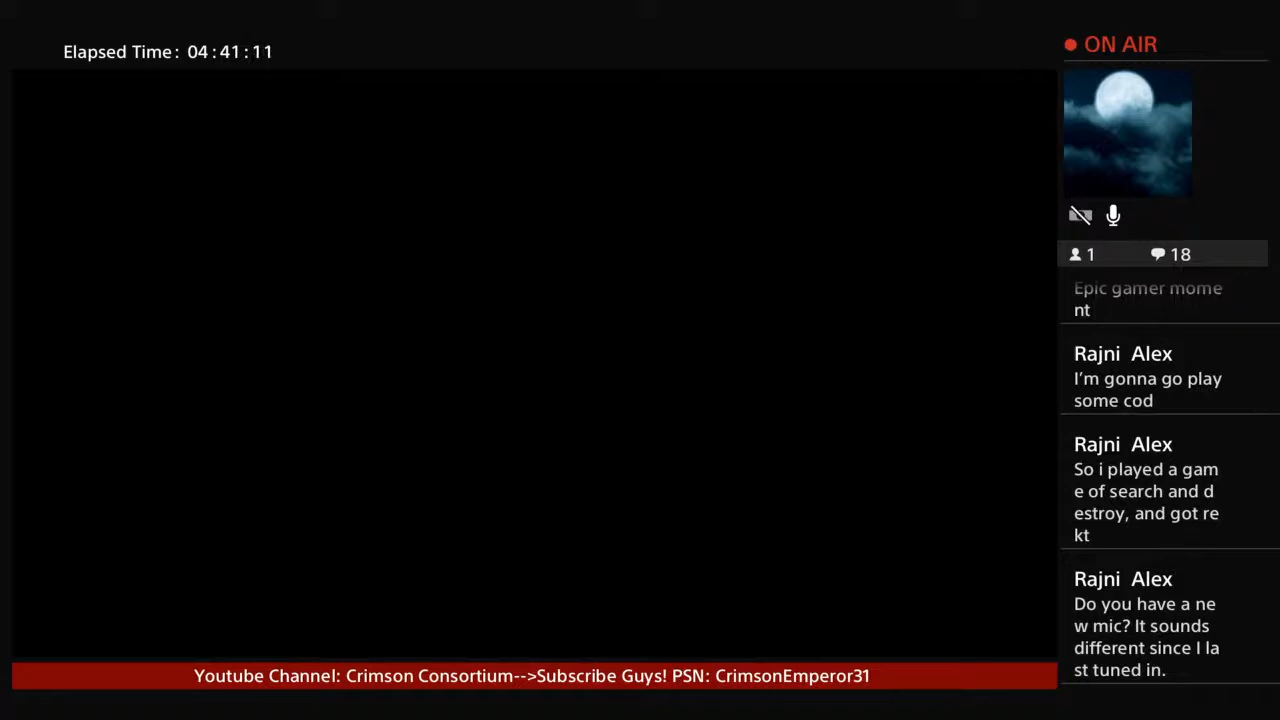 Elapsed Time: 04:41:11
ON AIR
1 18
Epic gamer mome
nt
Rajni Alex
I'm gonna go play
some cod
Rajni Alex
So i played a gam
e of search and d
estroy, and got re
kt
Rajni Alex
Do you have a ne
w mic? It sounds
different since I la
st tuned in.
Youtube Channel: Crimson Consortium-->Subscribe Guys! PSN: CrimsonEmperor31